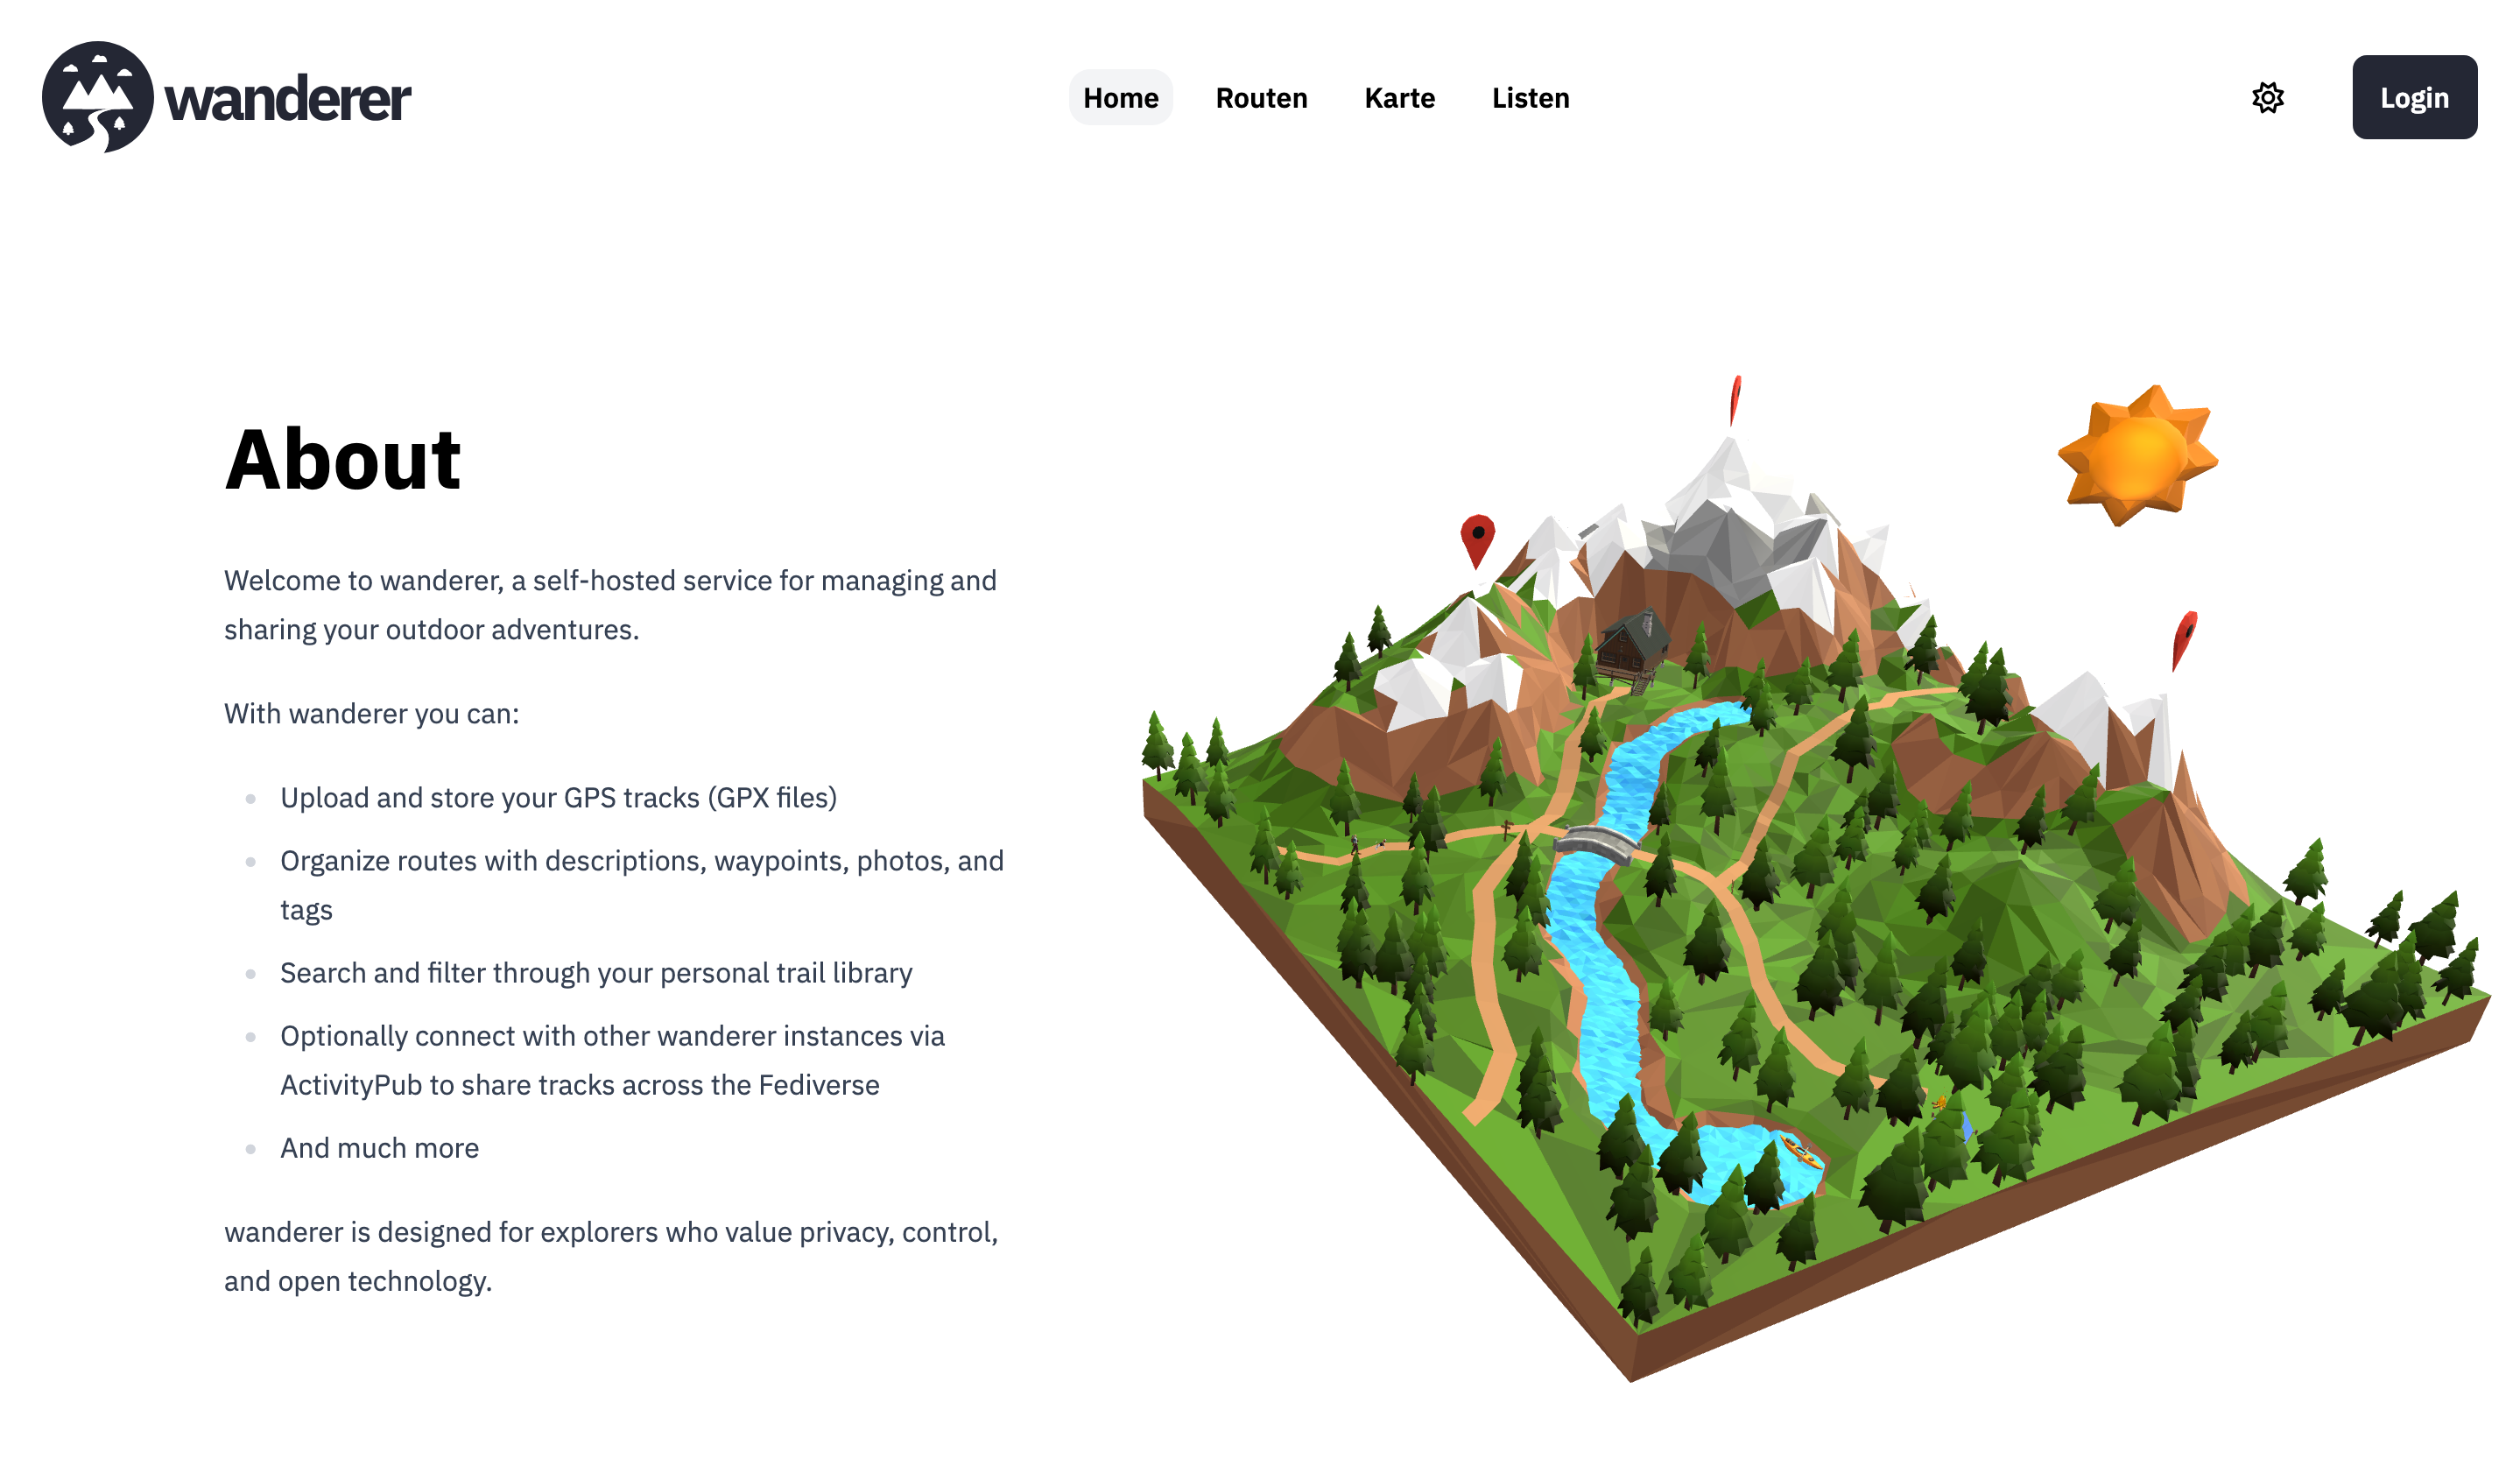 wanderer
Home
Routen
Karte
Listen
Login
About
Welcome to wanderer, a self-hosted service for managing and
sharing your outdoor adventures.
With wanderer you can:
Upload and store your GPS tracks (GPX files)
Organize routes with descriptions, waypoints, photos, and
tags
Search and filter through your personal trail library
Optionally connect with other wanderer instances via
ActivityPub to share tracks across the Fediverse
And much more
wanderer is designed for explorers who value privacy, control,
and open technology.